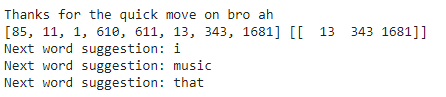 Thanks for the quick move on bro ah
[85, 11, 1, 610, 611, 13, 343, 1681] [[  13  343 1681]]
Next word suggestion: i
Next word suggestion: music
Next word suggestion: that